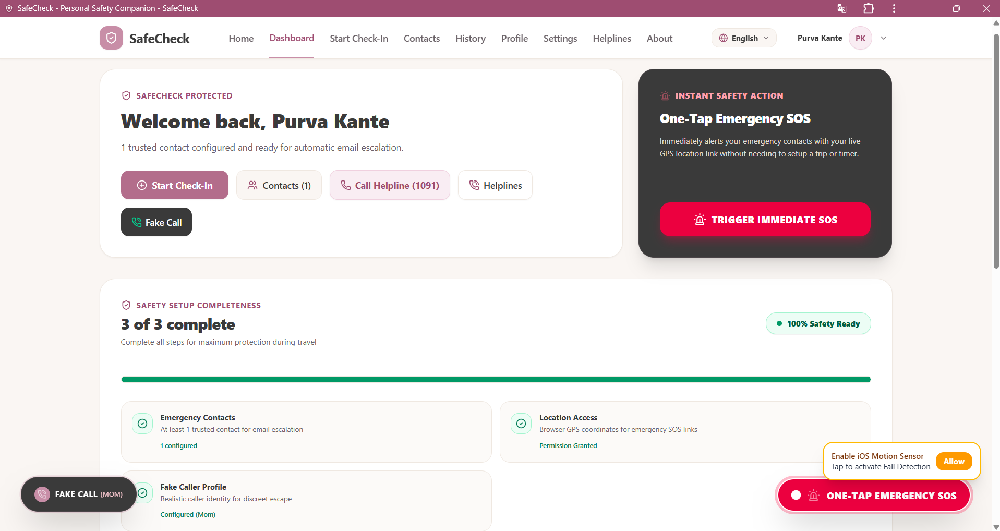 SafeCheck - Personal Safety Companion - SafeCheck
SafeCheck
Home
Dashboard
Start Check-In
Contacts
History
Profile
Settings
Helplines
About
English
Purva Kante
PK
SAFECHECK PROTECTED
Welcome back, Purva Kante
1 trusted contact configured and ready for automatic email escalation.
Start Check-In
Contacts (1)
Call Helpline (1091)
Helplines
Fake Call
INSTANT SAFETY ACTION
One-Tap Emergency SOS
Immediately alerts your emergency contacts with your live
GPS location link without needing to setup a trip or timer.
TRIGGER IMMEDIATE SOS
SAFETY SETUP COMPLETENESS
3 of 3 complete
Complete all steps for maximum protection during travel
100% Safety Ready
Emergency Contacts
At least 1 trusted contact for email escalation
1 configured
Location Access
Browser GPS coordinates for emergency SOS links
Permission Granted
Fake Caller Profile
Realistic caller identity for discreet escape
Configured (Mom)
FAKE CALL (MOM)
Enable iOS Motion Sensor
Tap to activate Fall Detection
Allow
ONE-TAP EMERGENCY SOS